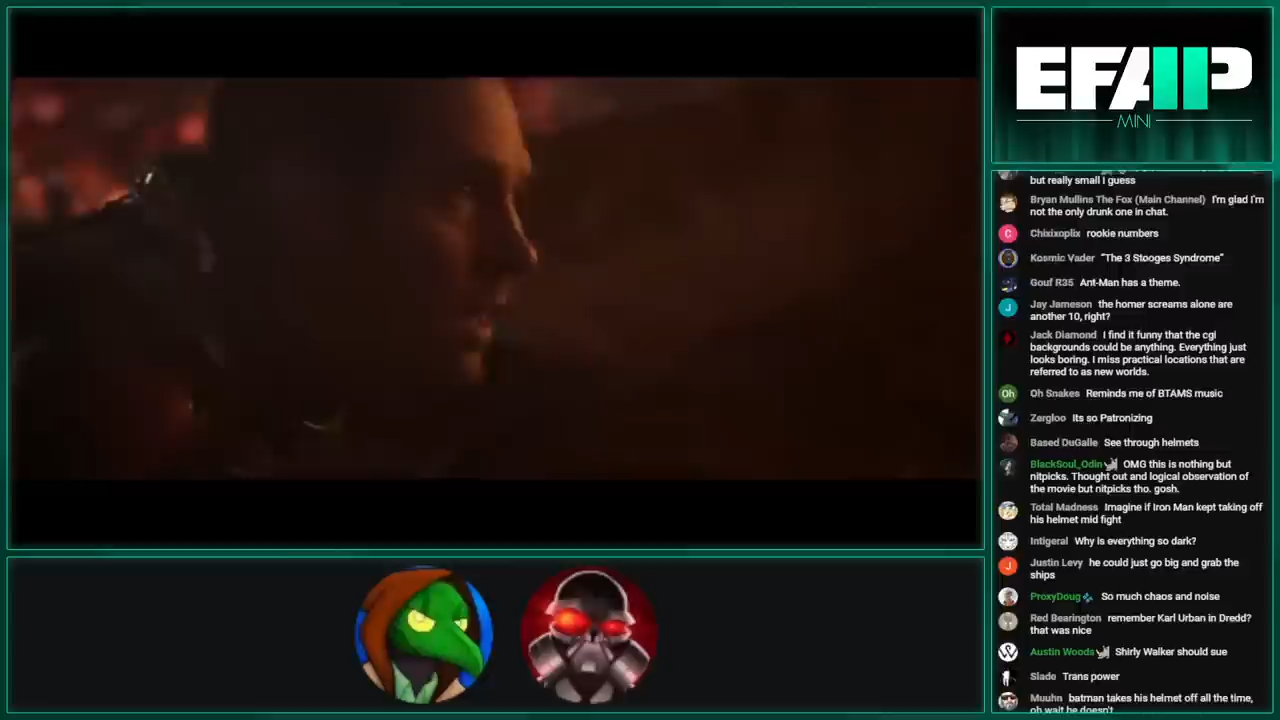 EFAP
MINI
but really small I guess
Bryan Mullins The Fox (Main Channel) I'm glad I'm
not the only drunk one in chat.
C
Chixixoplix rookie numbers
Kosmic Vader "The 3 Stooges Syndrome"
Gouf R35 Ant-Man has a theme.
J
Jay Jameson the homer screams alone are
another 10, right?
Jack Diamond I find it funny that the cgi
backgrounds could be anything. Everything just
looks boring. I miss practical locations that are
referred to as new worlds.
Oh
Oh Snakes Reminds me of BTAMS music
Zergloo Its so Patronizing
Based DuGalle See through helmets
BlackSoul_Odin OMG this is nothing but
nitpicks. Thought out and logical observation of
the movie but nitpicks tho. gosh.
Total Madness Imagine if Iron Man kept taking off
his helmet mid fight
Intigeral Why is everything so dark?
J
Justin Levy he could just go big and grab the
ships
ProxyDoug So much chaos and noise
Red Bearington remember Karl Urban in Dredd?
that was nice
Austin Woods Shirly Walker should sue
Slade Trans power
Muuhn batman takes his helmet off all the time,
oh wait he doesn't